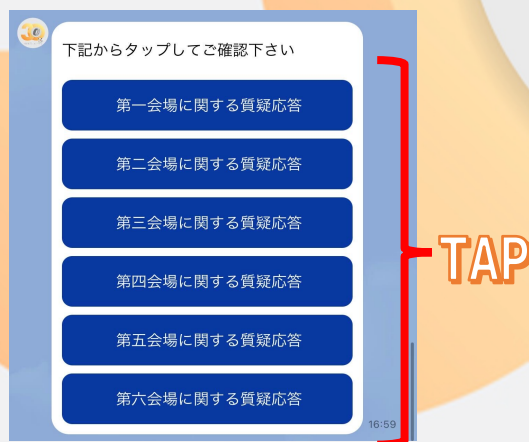 下記からタップしてご確認下さい
第一会場に関する質疑応答
第二会場に関する質疑応答
第三会場に関する質疑応答
第四会場に関する質疑応答
TAP
第五会場に関する質疑応答
第六会場に関する質疑応答
16:59